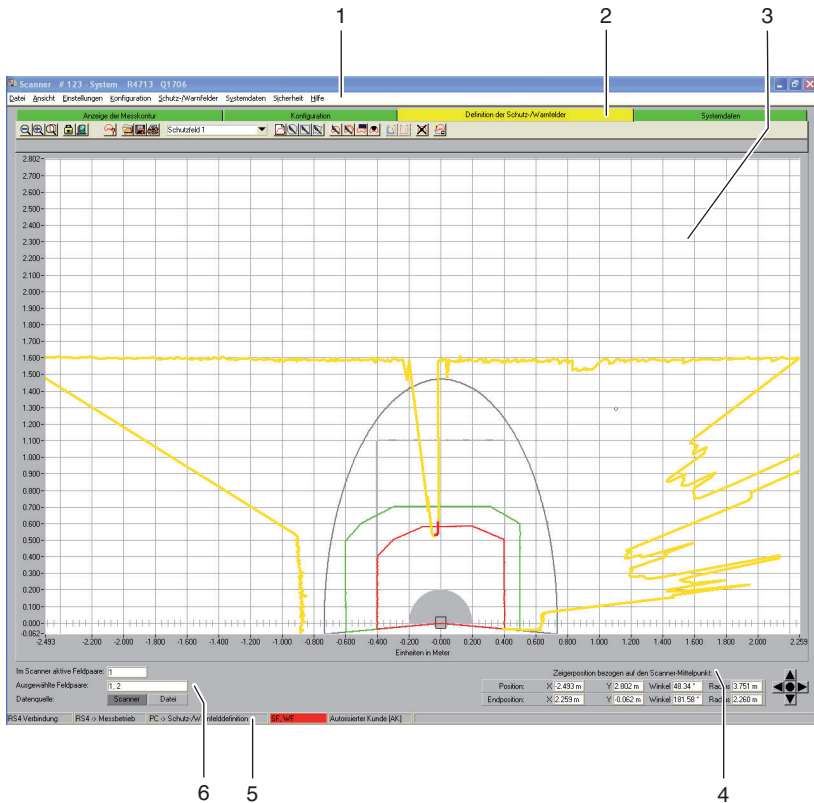 1 2 3
Scanner # 123 - System R4713 Q1706
Datei Ansicht Einstellungen Konfiguration Schutz-/Warnfelder Systemdaten Sicherheit Hilfe
Anzeige der Messkontur Konfiguration Definition der Schutz-/Warnfelder Systemdaten
Schutzfeld 1
2.802
2.700
2.600
2.500
2.400
2.300
2.200
2.100
2.000
1.900
1.800
1.700
1.600
1.500
1.400
1.300
1.200
1.100
1.000
0.900
0.800
0.700
0.600
0.500
0.400
0.300
0.200
0.100
0.000
-0.062
-2.493 -2.200 -2.000 -1.800 -1.600 -1.400 -1.200 -1.000 -0.800 -0.600 -0.400 -0.200 -0.000 0.200 0.400 0.600 0.800 1.000 1.200 1.400 1.600 1.800 2.000 2.259
Einheiten in Meter
Im Scanner aktive Feldpaare: 1
Ausgewählte Feldpaare: 1, 2
Datenquelle: Scanner Datei
Zeigerposition bezogen auf den Scanner-Mittelpunkt:
Position: X -2.493 m Y 2.802 m Winkel 48.34 ° Radius 3.751 m
Endposition: X 2.259 m Y -0.062 m Winkel 181.58 ° Radius 2.260 m
RS4 Verbindung RS4 -> Messbetrieb PC -> Schutz-/Warnfelddefinition SF, WF Autorisierter Kunde [AK]
6 5 4